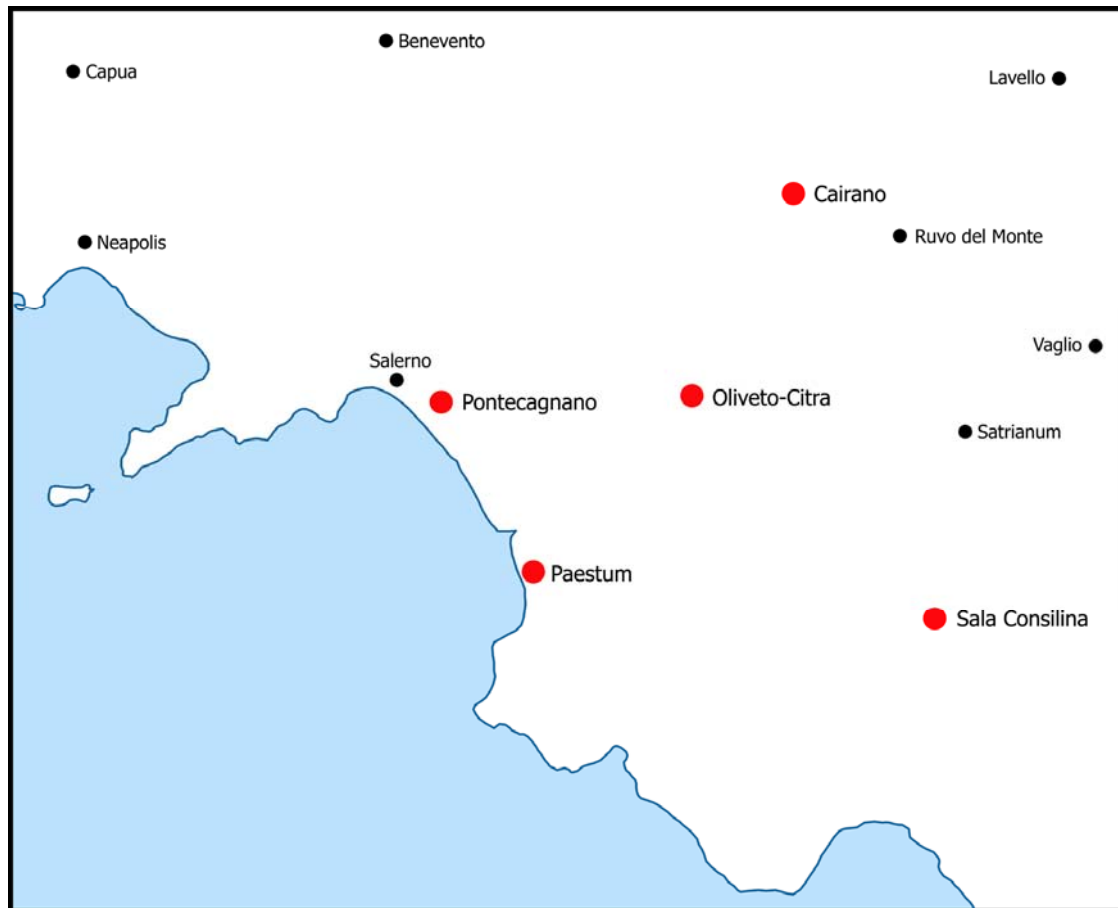 Benevento
Capua
Lavello
Cairano
Ruvo del Monte
Neapolis
Vaglio
Salerno
Pontecagnano
Oliveto-Citra
Satrianum
Paestum
Sala Consilina